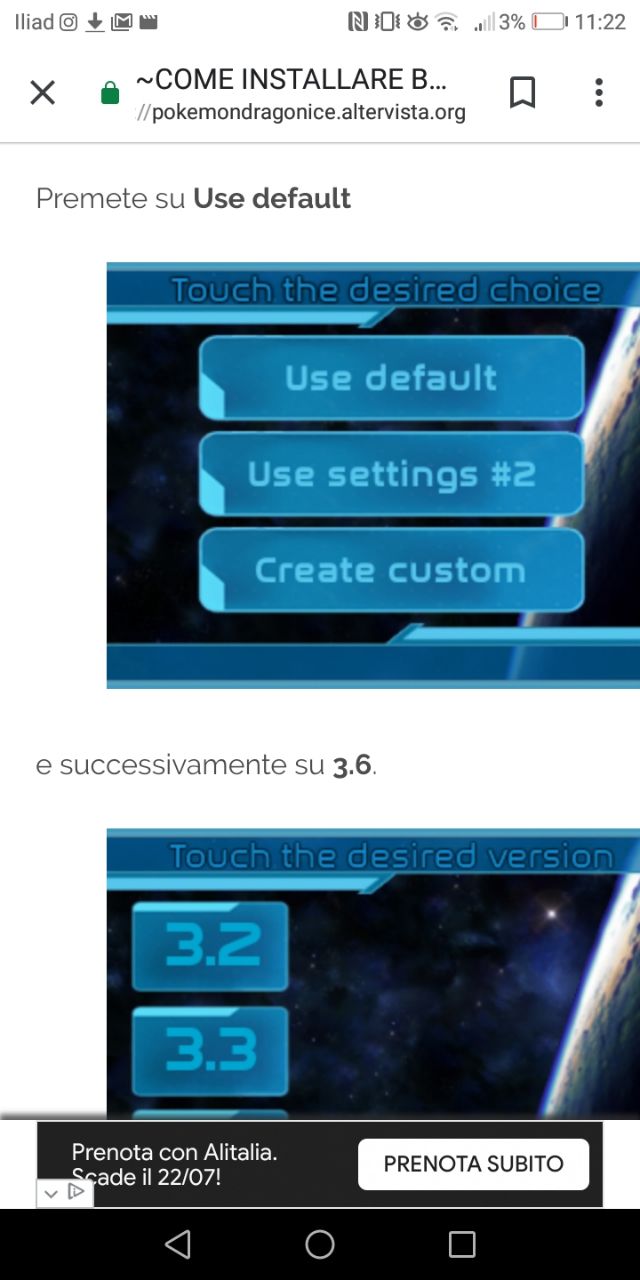 Iliad 3% 11:22
~COME INSTALLARE B...
://pokemondragonice.altervista.org
Premete su Use default
Touch the desired choice
Use default
Use settings #2
Create custom
e successivamente su 3.6.
Touch the desired version
3.2
3.3
Prenota con Alitalia.
Scade il 22/07!
PRENOTA SUBITO